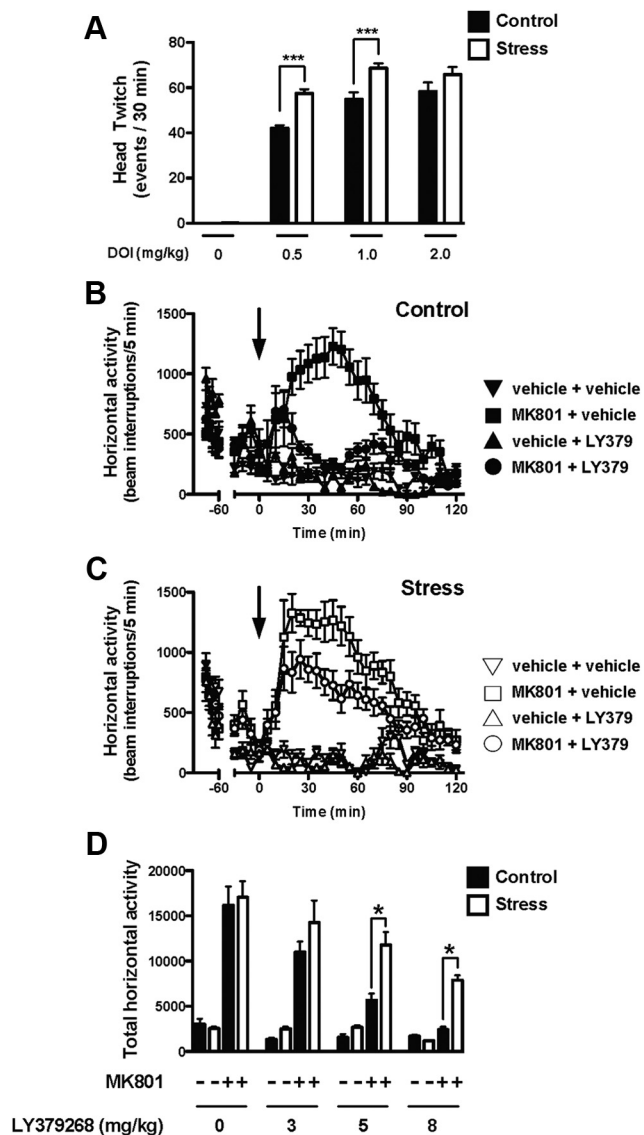 A
Control
Stress
Head Twitch
(events / 30 min)
80
60
40
20
0
*** ***
DOI (mg/kg) 0 0.5 1.0 2.0
B
Control
Horizontal activity
(beam interruptions/5 min)
1500
1000
500
0
-60 0 30 60 90 120
Time (min)
vehicle + vehicle
MK801 + vehicle
vehicle + LY379
MK801 + LY379
C
Stress
Horizontal activity
(beam interruptions/5 min)
1500
1000
500
0
-60 0 30 60 90 120
Time (min)
vehicle + vehicle
MK801 + vehicle
vehicle + LY379
MK801 + LY379
D
Control
Stress
Total horizontal activity
20000
15000
10000
5000
0
* *
MK801 --++ --++ --++ --++
LY379268 (mg/kg) 0 3 5 8